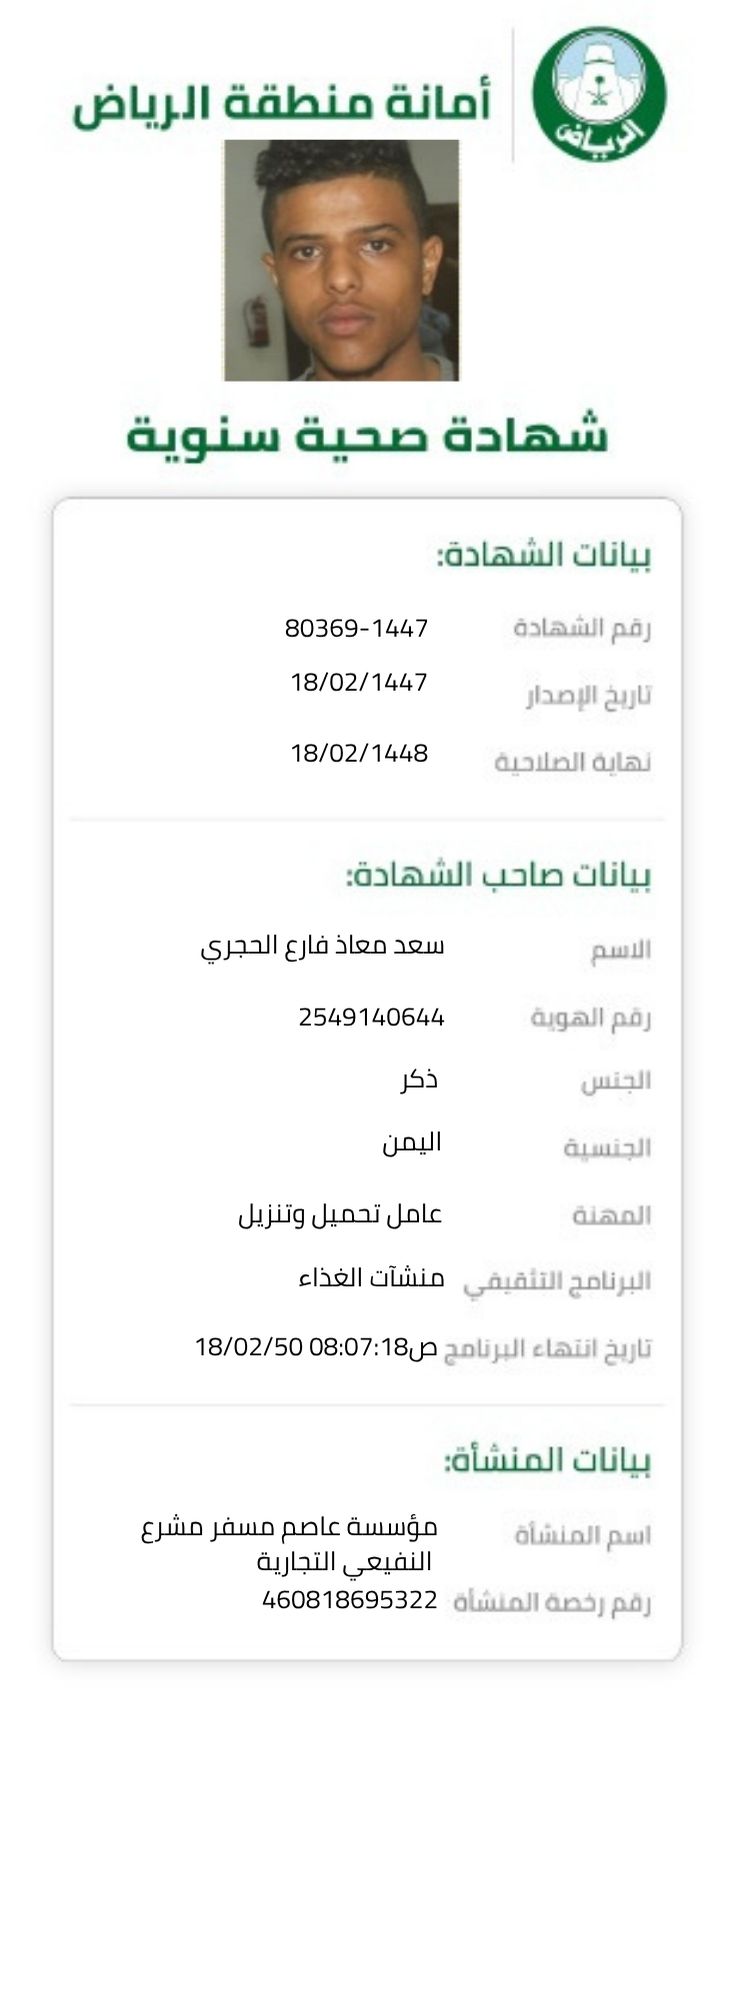 أمانة منطقة الرياض
الرياض
شهادة صحية سنوية
بيانات الشهادة:
رقم الشهادة 80369-1447
تاريخ الإصدار 18/02/1447
نهاية الصلاحية 18/02/1448
بيانات صاحب الشهادة:
الاسم سعد معاذ فارع الحجري
رقم الهوية 2549140644
الجنس ذكر
الجنسية اليمن
المهنة عامل تحميل وتنزيل
البرنامج التثقيفي منشآت الغذاء
تاريخ انتهاء البرنامج 18/02/50 08:07:18ص
بيانات المنشأة:
اسم المنشأة مؤسسة عاصم مسفر مشرع
النفيعي التجارية
رقم رخصة المنشأة 460818695322